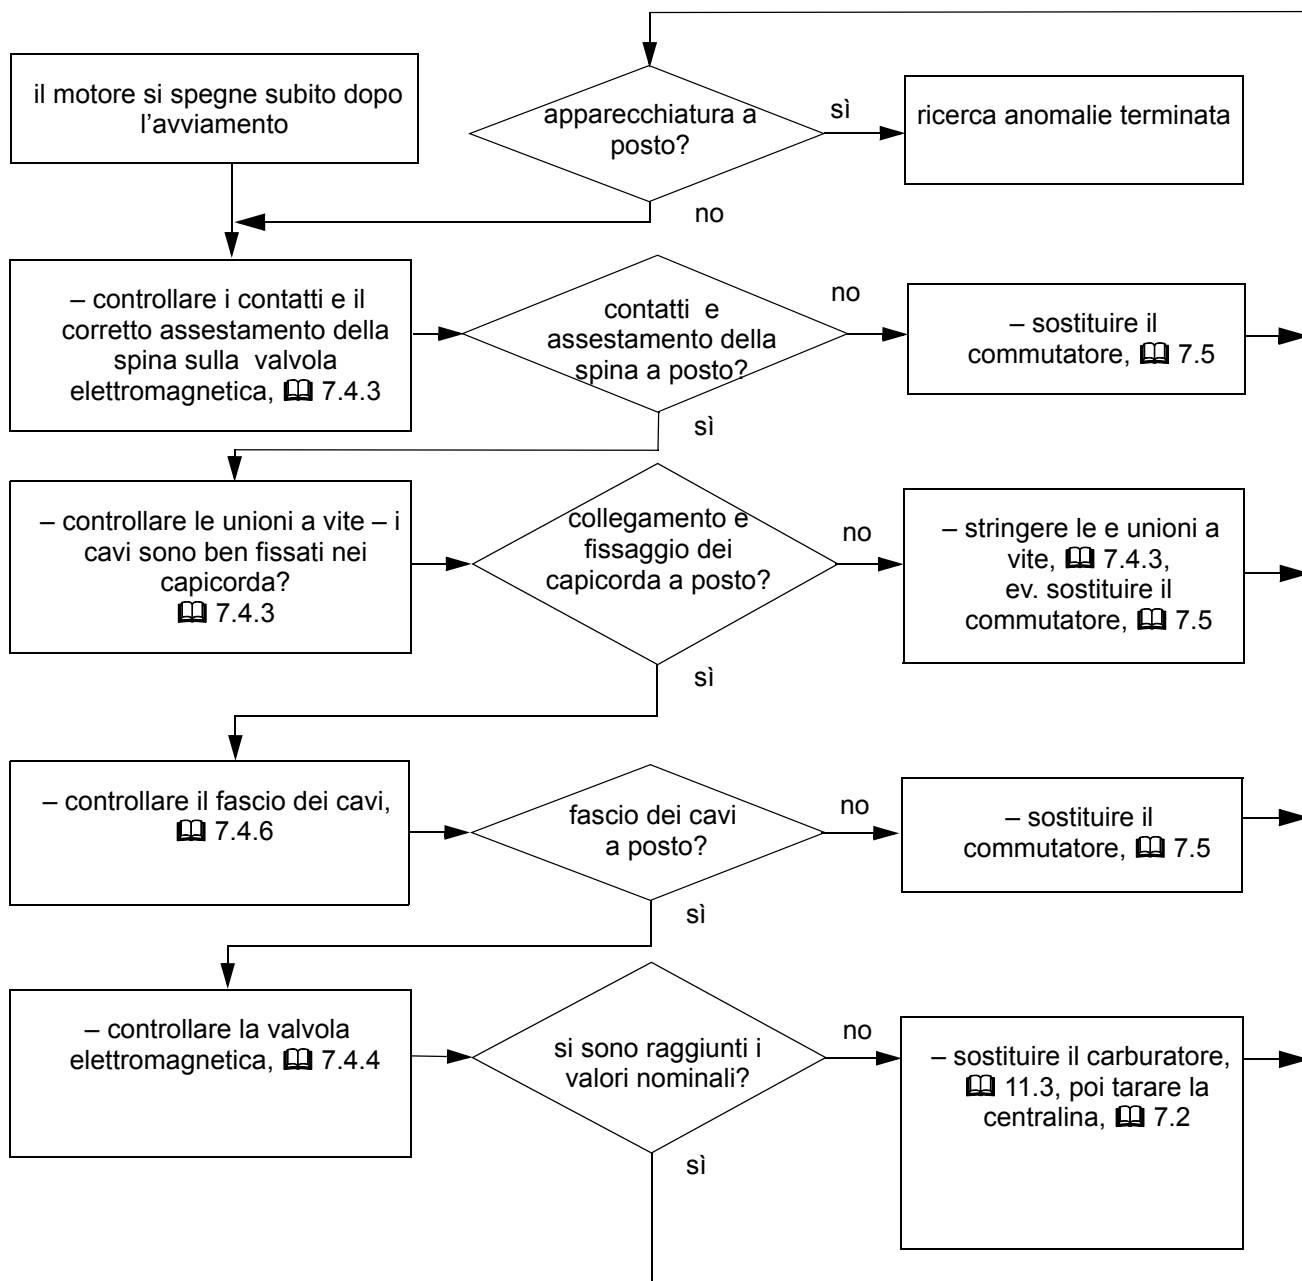 il motore si spegne subito dopo
l'avviamento
apparecchiatura a
posto?
sì
ricerca anomalie terminata
no
– controllare i contatti e il
corretto assestamento della
spina sulla valvola
elettromagnetica, 🕮 7.4.3
contatti e
assestamento della
spina a posto?
no
– sostituire il
commutatore, 🕮 7.5
sì
– controllare le unioni a vite – i
cavi sono ben fissati nei
capicorda?
🕮 7.4.3
collegamento e
fissaggio dei
capicorda a posto?
no
– stringere le e unioni a
vite, 🕮 7.4.3,
ev. sostituire il
commutatore, 🕮 7.5
sì
– controllare il fascio dei cavi,
🕮 7.4.6
fascio dei cavi
a posto?
no
– sostituire il
commutatore, 🕮 7.5
sì
– controllare la valvola
elettromagnetica, 🕮 7.4.4
si sono raggiunti i
valori nominali?
no
– sostituire il carburatore,
🕮 11.3, poi tarare la
centralina, 🕮 7.2
sì